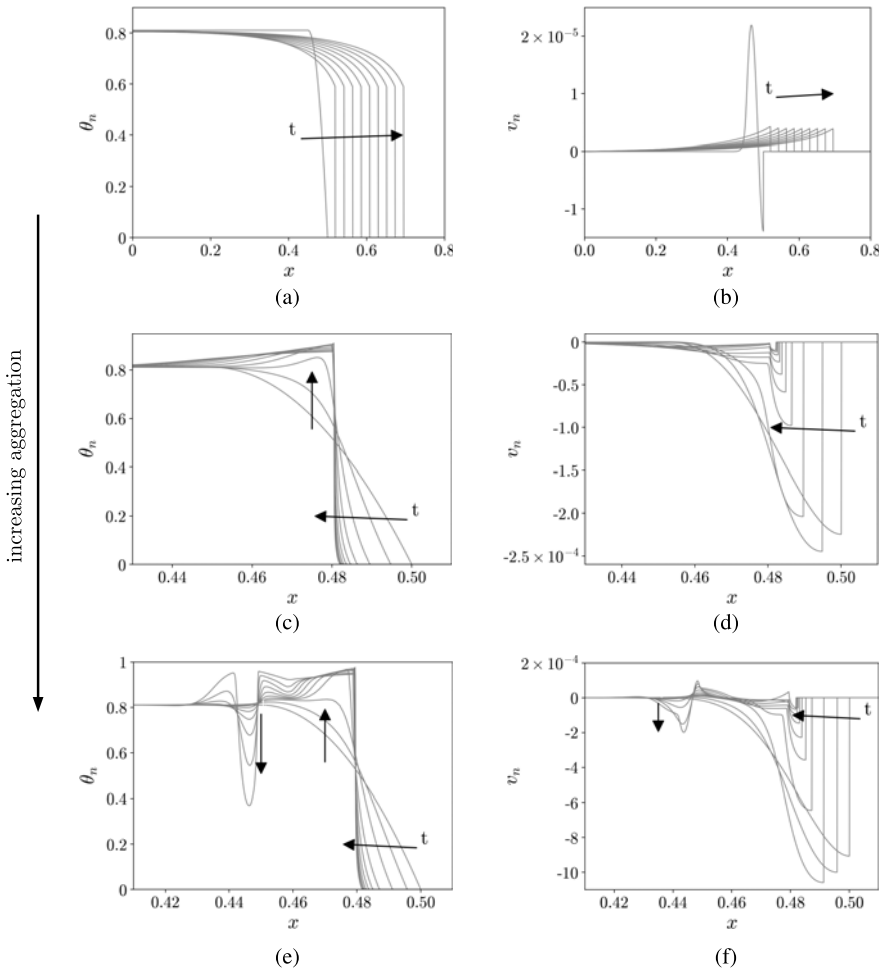 0.8
0.6
0.4
0.2
0
θₙ
t
0.0
0.2
0.4
0.6
0.8
x
(a)
2 × 10⁻⁵
1
0
-1
vₙ
t
0.0
0.2
0.4
0.6
0.8
x
(b)
increasing aggregation
0.8
0.6
0.4
0.2
0
θₙ
t
0.44
0.46
0.48
0.50
x
(c)
0
-0.5
-1.0
-1.5
-2.0
-2.5 × 10⁻⁴
vₙ
t
0.44
0.46
0.48
0.50
x
(d)
1
0.8
0.6
0.4
0.2
0
θₙ
t
0.42
0.44
0.46
0.48
0.50
x
(e)
2 × 10⁻⁴
0
-2
-4
-6
-8
-10
vₙ
t
0.42
0.44
0.46
0.48
0.50
x
(f)